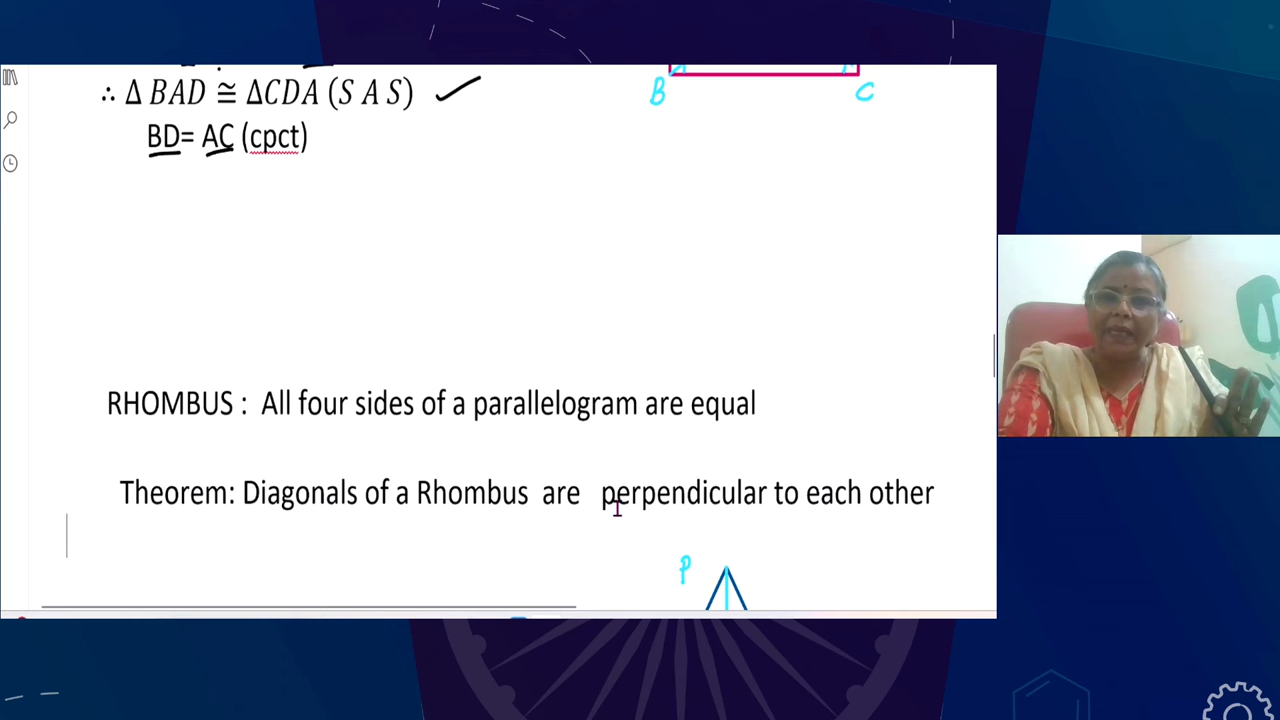 ∴ Δ BAD ≅ ΔCDA (S A S)
BD= AC (cpct)
B
C
RHOMBUS : All four sides of a parallelogram are equal
Theorem: Diagonals of a Rhombus are perpendicular to each other
P